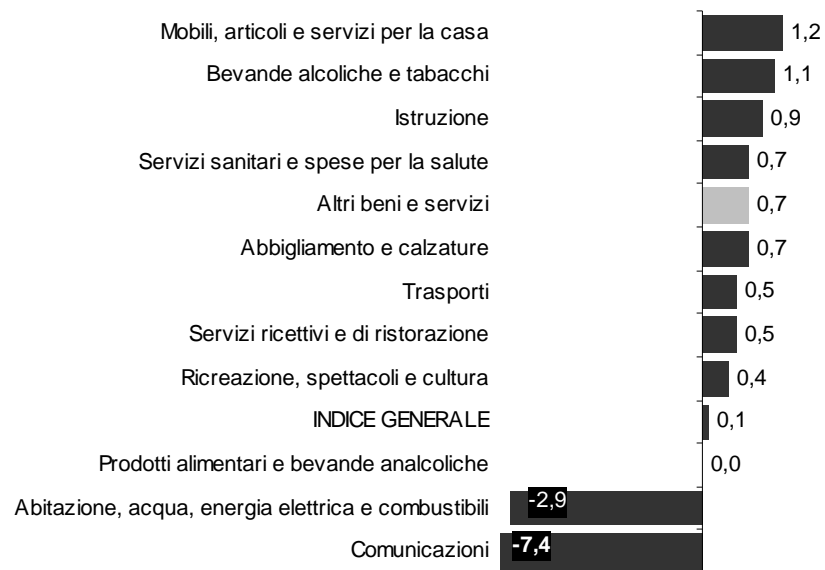 Mobili, articoli e servizi per la casa 1,2
Bevande alcoliche e tabacchi 1,1
Istruzione 0,9
Servizi sanitari e spese per la salute 0,7
Altri beni e servizi 0,7
Abbigliamento e calzature 0,7
Trasporti 0,5
Servizi ricettivi e di ristorazione 0,5
Ricreazione, spettacoli e cultura 0,4
INDICE GENERALE 0,1
Prodotti alimentari e bevande analcoliche 0,0
Abitazione, acqua, energia elettrica e combustibili -2,9
Comunicazioni -7,4